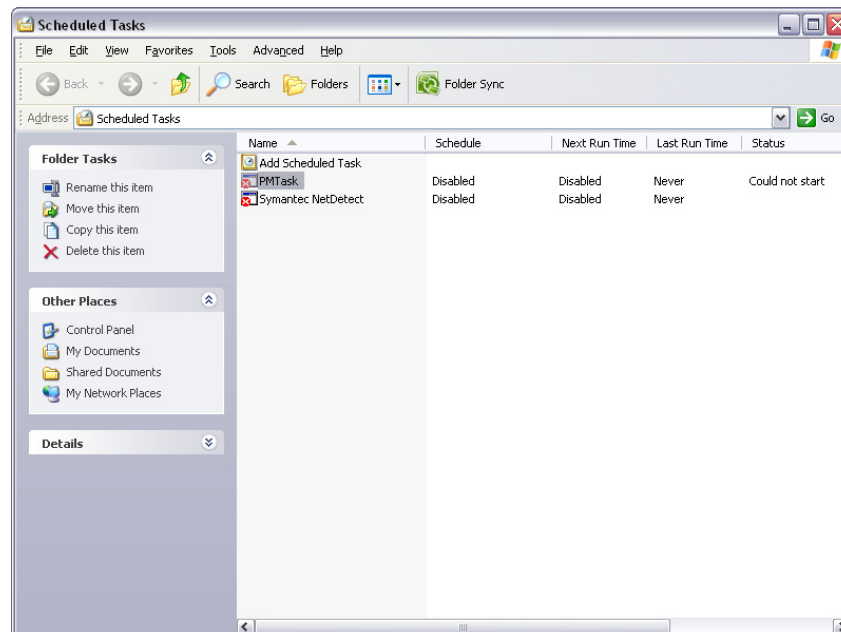 Scheduled Tasks
File Edit View Favorites Tools Advanced Help
Back Search Folders Folder Sync
Address Scheduled Tasks Go
Folder Tasks
Rename this item
Move this item
Copy this item
Delete this item
Other Places
Control Panel
My Documents
Shared Documents
My Network Places
Details
Name Schedule Next Run Time Last Run Time Status
Add Scheduled Task
PMTask Disabled Disabled Never Could not start
Symantec NetDetect Disabled Disabled Never